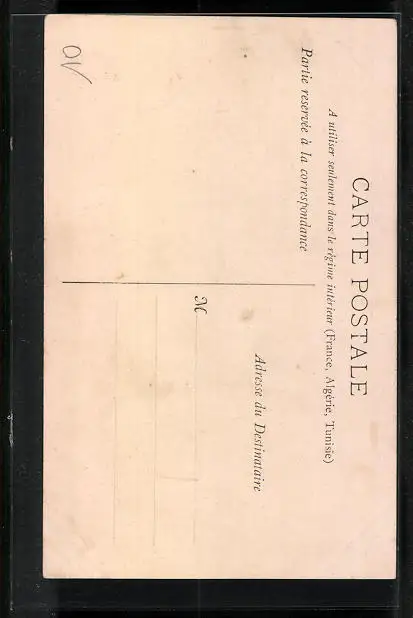 CARTE POSTALE
A utiliser seulement dans le régime intérieur (France, Algérie, Tunisie)
Partie reservée à la correspondance
Adresse du Destinataire
M